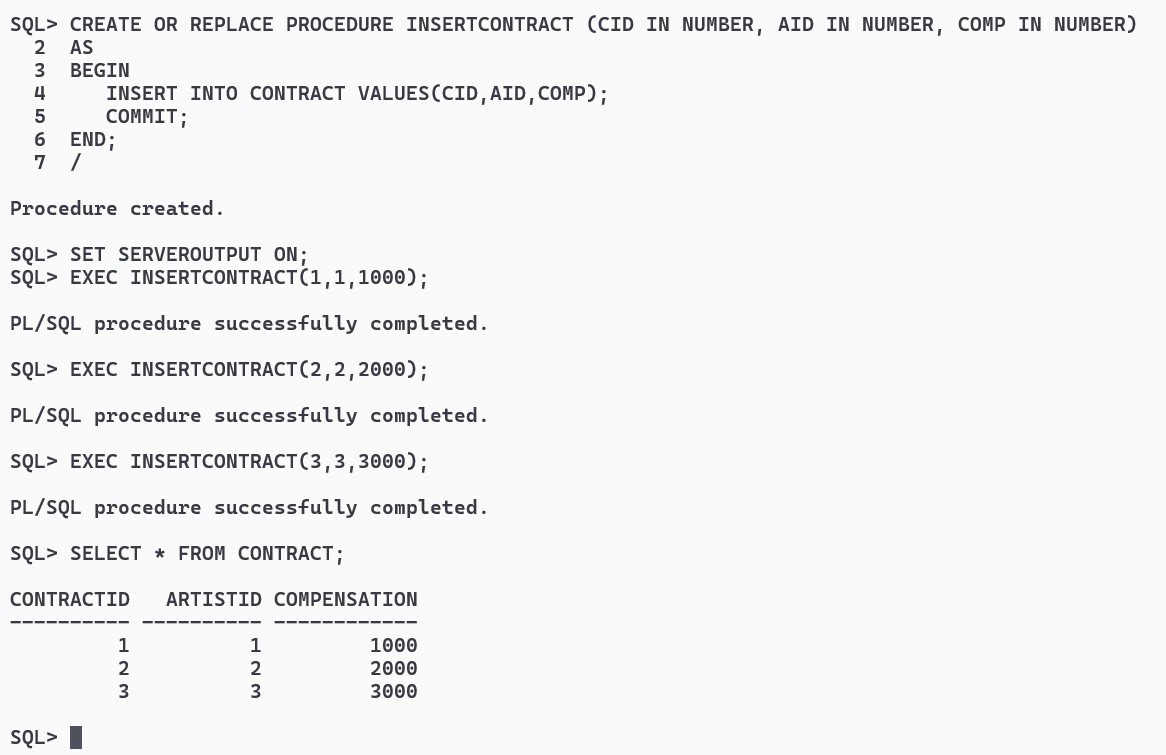 SQL> CREATE OR REPLACE PROCEDURE INSERTCONTRACT (CID IN NUMBER, AID IN NUMBER, COMP IN NUMBER)
  2  AS
  3  BEGIN
  4     INSERT INTO CONTRACT VALUES(CID,AID,COMP);
  5     COMMIT;
  6  END;
  7  /

Procedure created.

SQL> SET SERVEROUTPUT ON;
SQL> EXEC INSERTCONTRACT(1,1,1000);

PL/SQL procedure successfully completed.

SQL> EXEC INSERTCONTRACT(2,2,2000);

PL/SQL procedure successfully completed.

SQL> EXEC INSERTCONTRACT(3,3,3000);

PL/SQL procedure successfully completed.

SQL> SELECT * FROM CONTRACT;

CONTRACTID   ARTISTID COMPENSATION
---------- ---------- ------------
         1          1         1000
         2          2         2000
         3          3         3000

SQL>